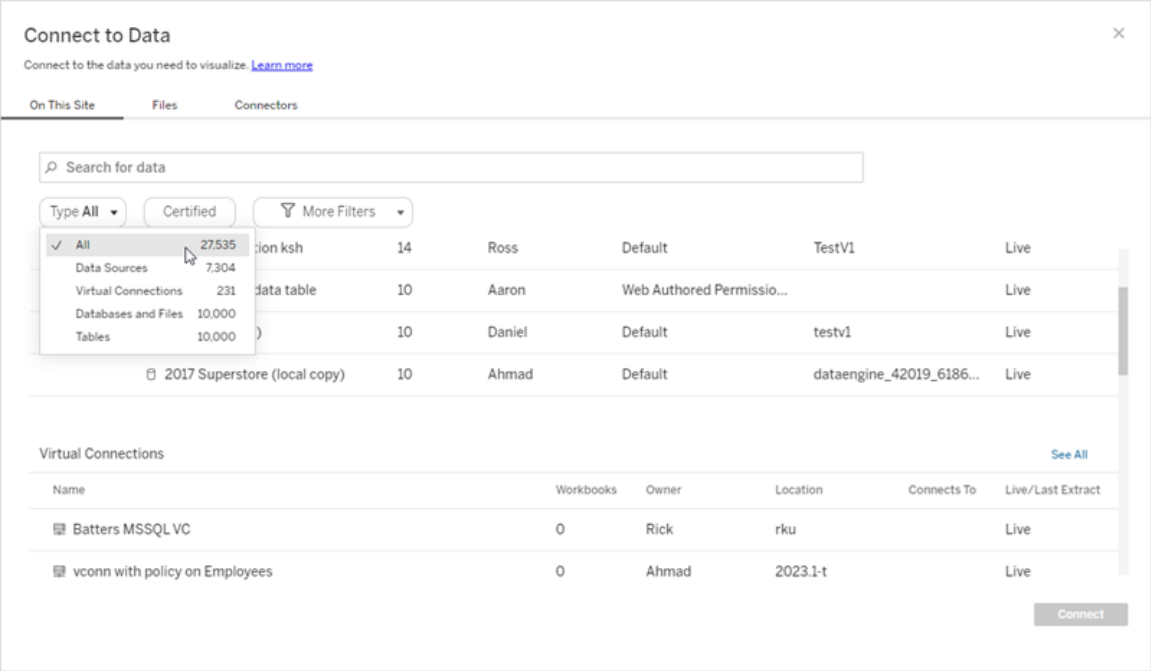 Connect to Data
Connect to the data you need to visualize. Learn more
On This Site Files Connectors
Search for data
Type All Certified More Filters
All 27,535
Data Sources 7,304
Virtual Connections 231
Databases and Files 10,000
Tables 10,000
tion ksh 14 Ross Default TestV1 Live
data table 10 Aaron Web Authored Permissio... Live
) 10 Daniel Default testv1 Live
2017 Superstore (local copy) 10 Ahmad Default dataengine_42019_6186... Live
Virtual Connections See All
Name Workbooks Owner Location Connects To Live/Last Extract
Batters MSSQL VC 0 Rick rku Live
vconn with policy on Employees 0 Ahmad 2023.1-t Live
Connect